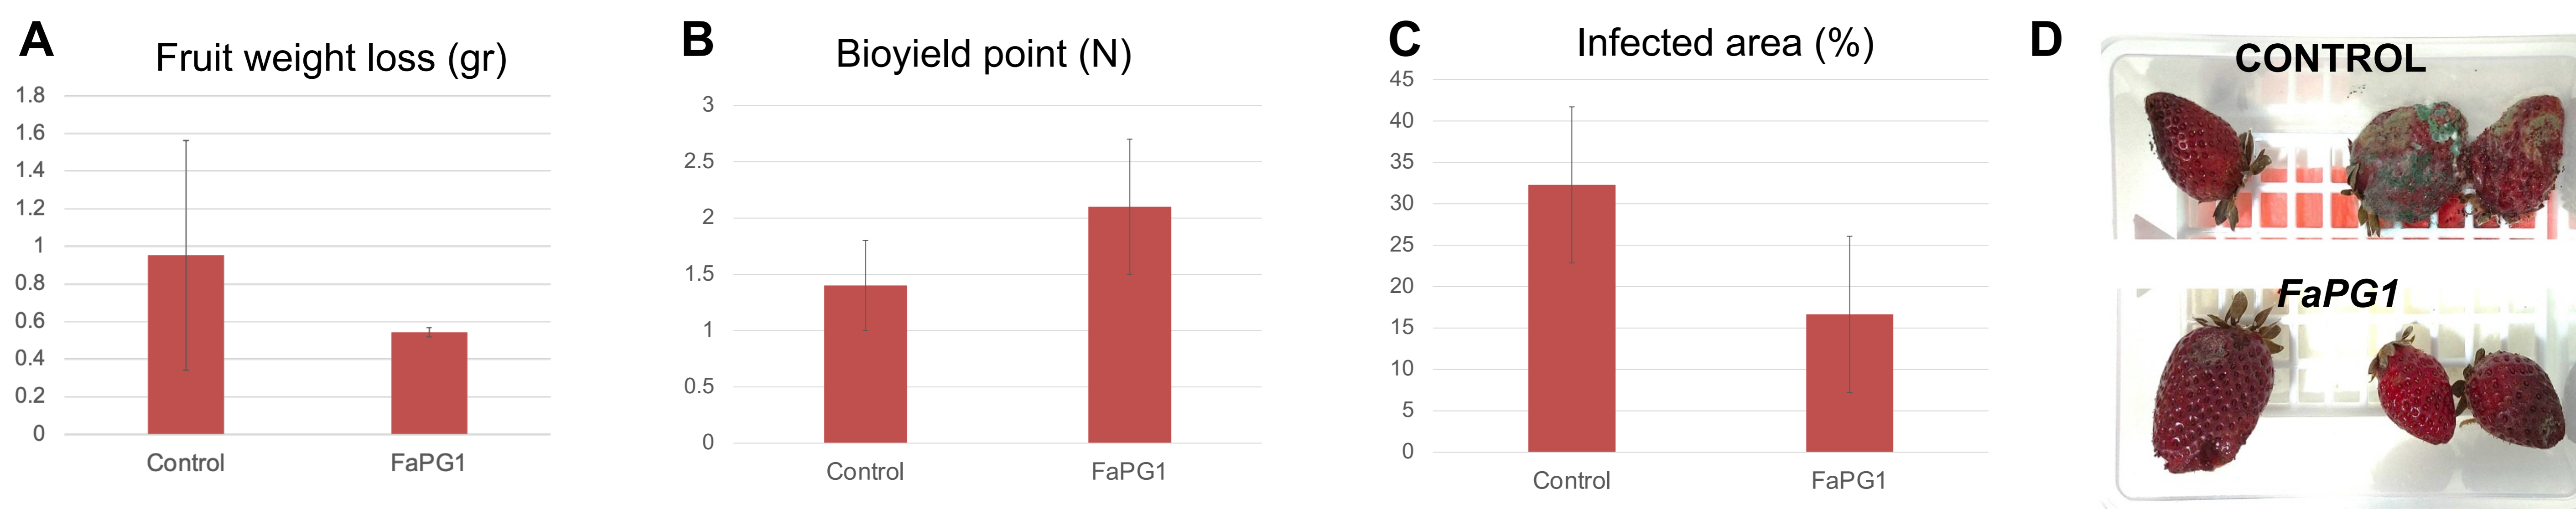 A
Fruit weight loss (gr)
1.8
1.6
1.4
1.2
1
0.8
0.6
0.4
0.2
0
Control FaPG1
B
Bioyield point (N)
3
2.5
2
1.5
1
0.5
0
Control FaPG1
C
Infected area (%)
45
40
35
30
25
20
15
10
5
0
Control FaPG1
D
CONTROL
FaPG1